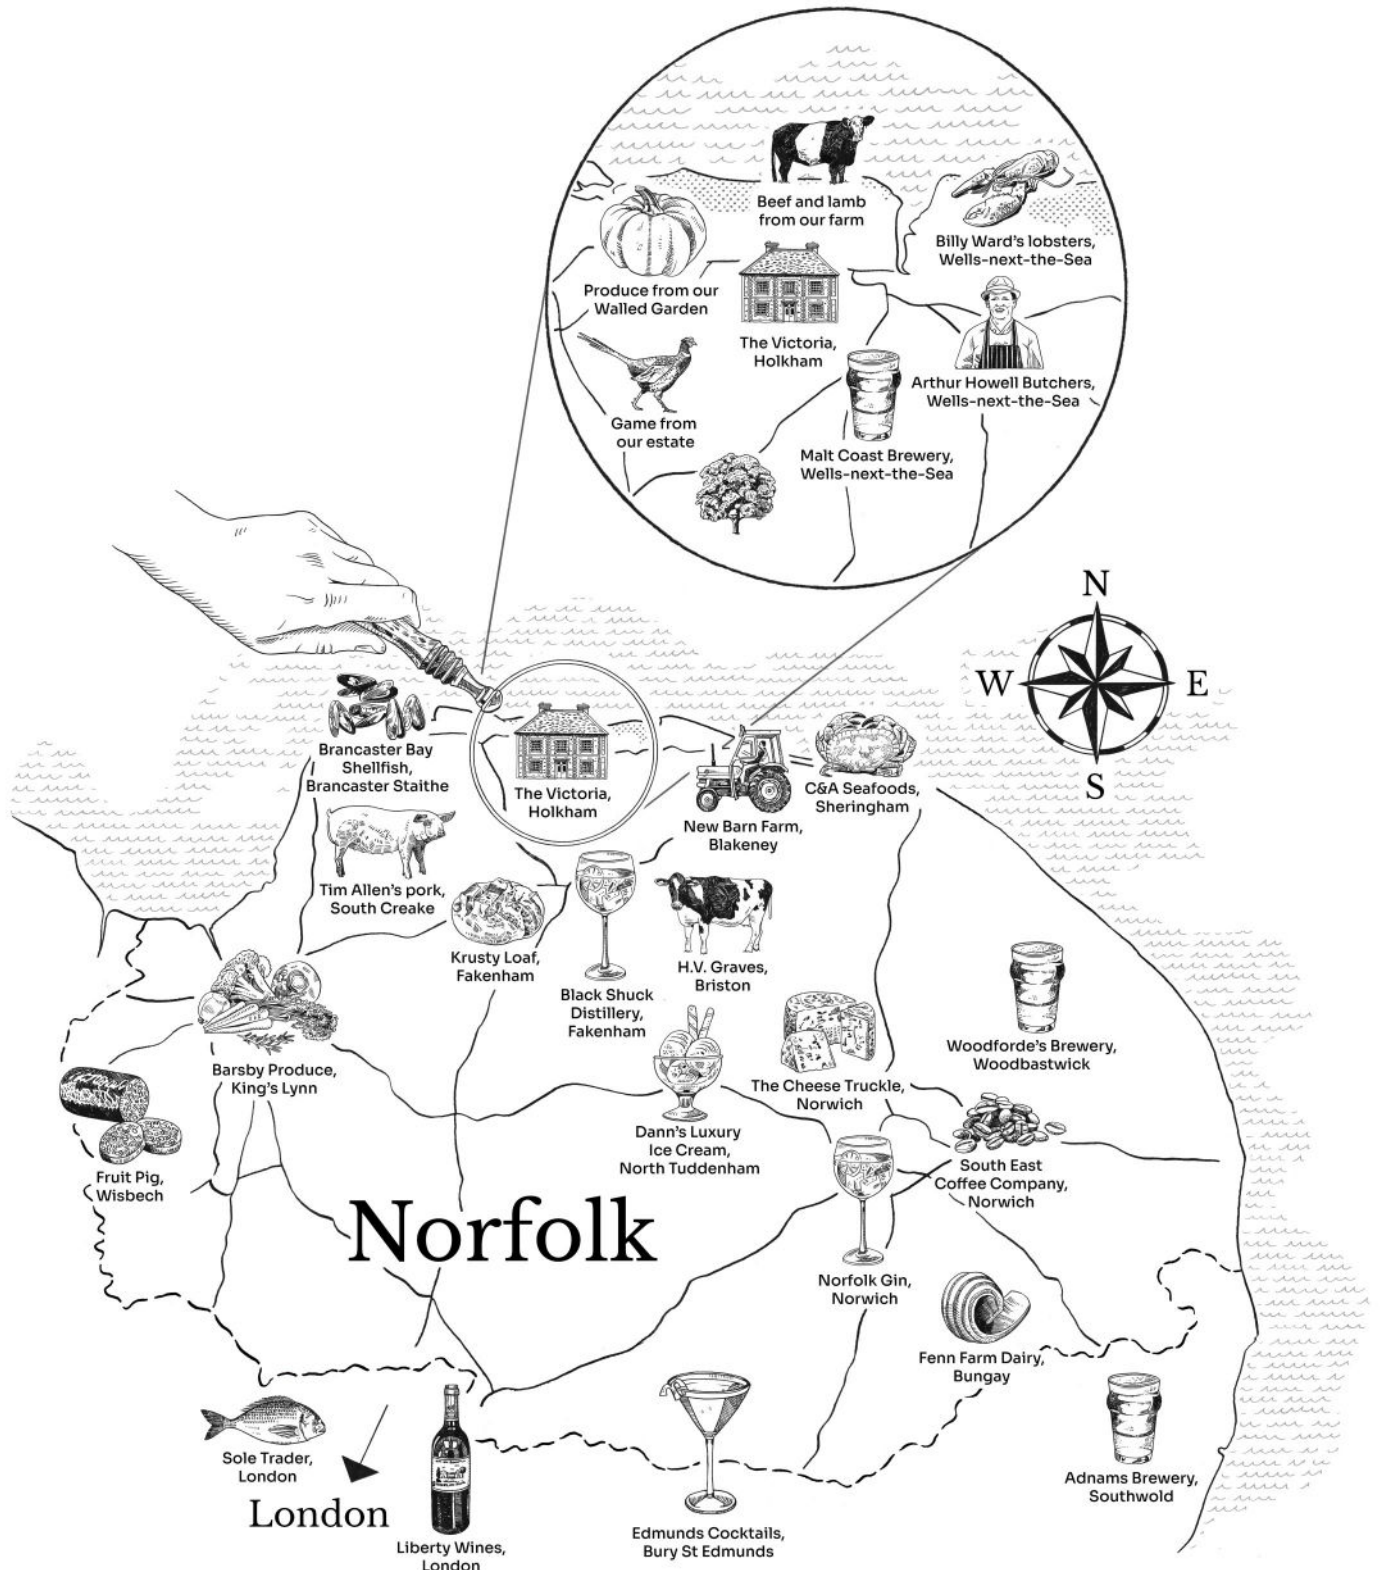 Beef and lamb
from our farm
Billy Ward's lobsters,
Wells-next-the-Sea
Produce from our
Walled Garden
The Victoria,
Holkham
Arthur Howell Butchers,
Wells-next-the-Sea
Game from
our estate
Malt Coast Brewery,
Wells-next-the-Sea
N
W
E
S
Brancaster Bay
Shellfish,
Brancaster Staithe
The Victoria,
Holkham
C&A Seafoods,
Sheringham
New Barn Farm,
Blakeney
Tim Allen's pork,
South Creake
Krusty Loaf,
Fakenham
H.V. Graves,
Briston
Black Shuck
Distillery,
Fakenham
Woodforde's Brewery,
Woodbastwick
Barsby Produce,
King's Lynn
The Cheese Truckle,
Norwich
Dann's Luxury
Ice Cream,
North Tuddenham
Fruit Pig,
Wisbech
South East
Coffee Company,
Norwich
Norfolk
Norfolk Gin,
Norwich
Fenn Farm Dairy,
Bungay
Sole Trader,
London
London
Adnams Brewery,
Southwold
Edmunds Cocktails,
Bury St Edmunds
Liberty Wines,
London